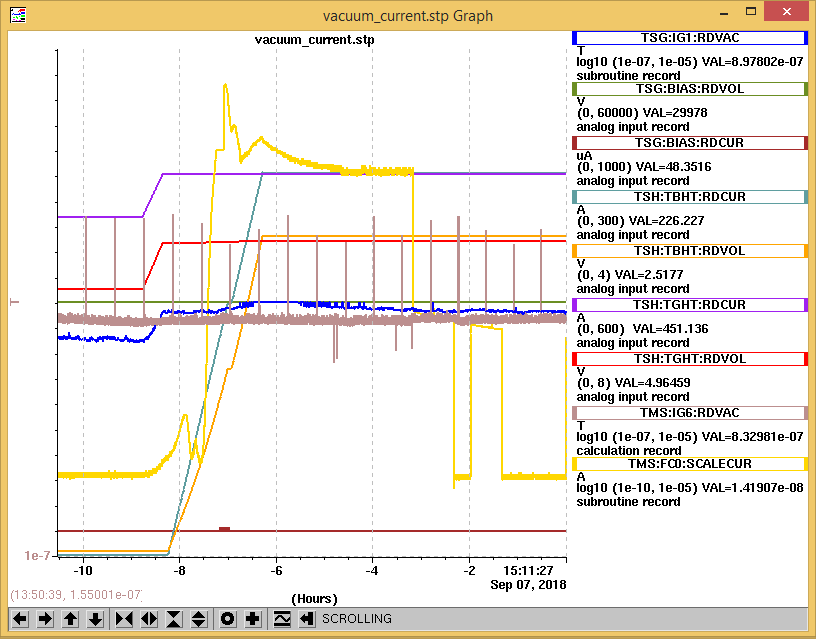 vacuum_current.stp Graph
vacuum_current.stp
TSG:IG1:RDVAC
T
log10 (1e-07, 1e-05) VAL=8.97802e-07
subroutine record
TSG:BIAS:RDVOL
V
(0, 60000) VAL=29978
analog input record
TSG:BIAS:RDCUR
uA
(0, 1000) VAL=48.3516
analog input record
TSH:TBHT:RDCUR
A
(0, 300) VAL=226.227
analog input record
TSH:TBHT:RDVOL
V
(0, 4) VAL=2.5177
analog input record
TSH:TGHT:RDCUR
A
(0, 600) VAL=451.136
analog input record
TSH:TGHT:RDVOL
V
(0, 8) VAL=4.96459
analog input record
TMS:IG6:RDVAC
T
log10 (1e-07, 1e-05) VAL=8.32981e-07
calculation record
TMS:FC0:SCALECUR
A
log10 (1e-10, 1e-05) VAL=1.41907e-08
subroutine record
T
1e-7
-10 -8 -6 -4 -2 15:11:27
Sep 07, 2018
(Hours)
(13:50:39, 1.55001e-07)
SCROLLING